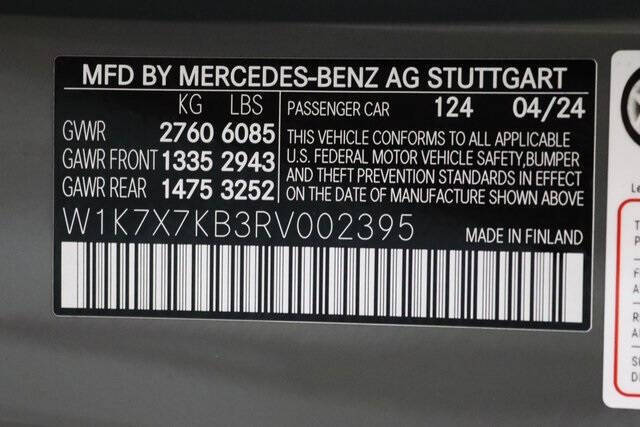 MFD BY MERCEDES-BENZ AG STUTTGART
KG LBS
GVWR 2760 6085
GAWR FRONT 1335 2943
GAWR REAR 1475 3252
PASSENGER CAR 124 04/24
THIS VEHICLE CONFORMS TO ALL APPLICABLE
U.S. FEDERAL MOTOR VEHICLE SAFETY,BUMPER
AND THEFT PREVENTION STANDARDS IN EFFECT
ON THE DATE OF MANUFACTURE SHOWN ABOVE
W1K7X7KB3RV002395
MADE IN FINLAND